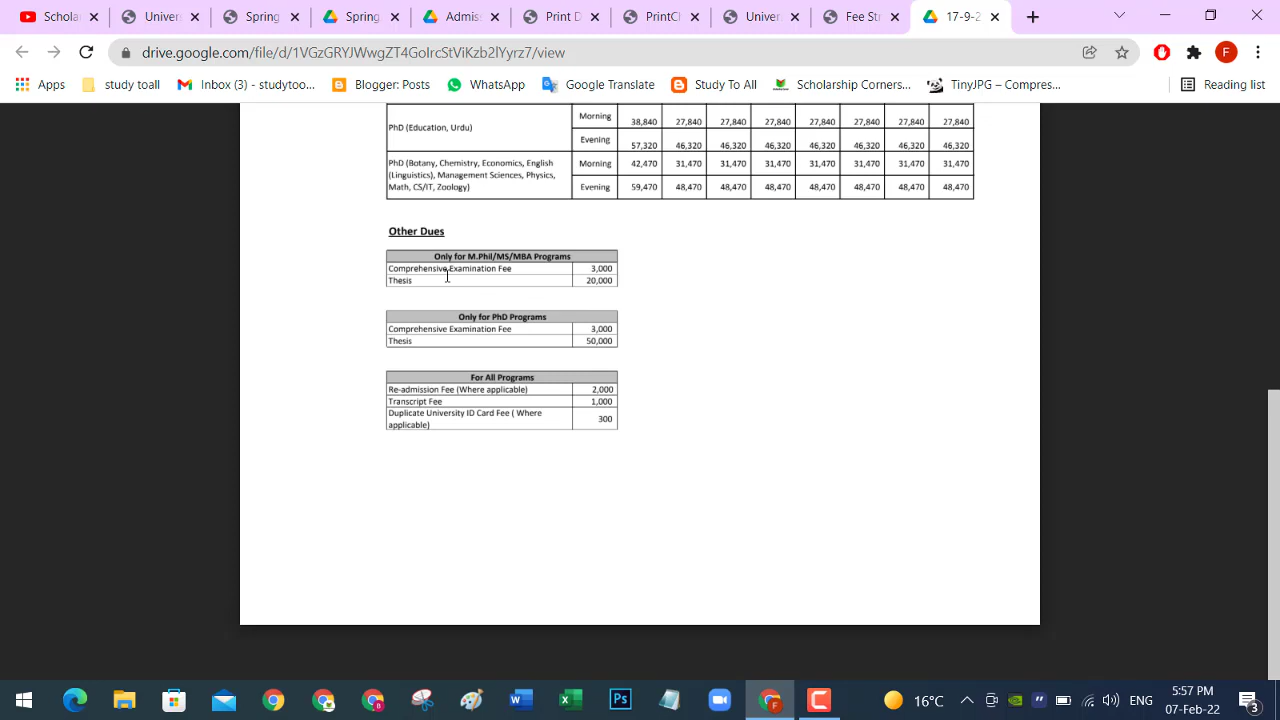 Scholar
Univer
Spring
Spring
Admiss
Print D
PrintCh
Univer
Fee Str
17-9-2
drive.google.com/file/d/1VGzGRYJWwgZT4GoIrcStViKzb2lYyrz7/view
F
Apps
study toall
Inbox (3) - studytoo...
Blogger: Posts
WhatsApp
Google Translate
Study To All
Scholarship Corners...
TinyJPG – Compres...
Reading list
PhD (Education, Urdu) Morning 38,840 27,840 27,840 27,840 27,840 27,840 27,840 27,840
Evening 57,320 46,320 46,320 46,320 46,320 46,320 46,320 46,320
PhD (Botany, Chemistry, Economics, English
(Linguistics), Management Sciences, Physics,
Math, CS/IT, Zoology)
Morning 42,470 31,470 31,470 31,470 31,470 31,470 31,470 31,470
Evening 59,470 48,470 48,470 48,470 48,470 48,470 48,470 48,470
Other Dues
Only for M.Phil/MS/MBA Programs
Comprehensive Examination Fee 3,000
Thesis 20,000
Only for PhD Programs
Comprehensive Examination Fee 3,000
Thesis 50,000
For All Programs
Re-admission Fee (Where applicable) 2,000
Transcript Fee 1,000
Duplicate University ID Card Fee ( Where
applicable) 300
16°C
ENG
5:57 PM
07-Feb-22
3